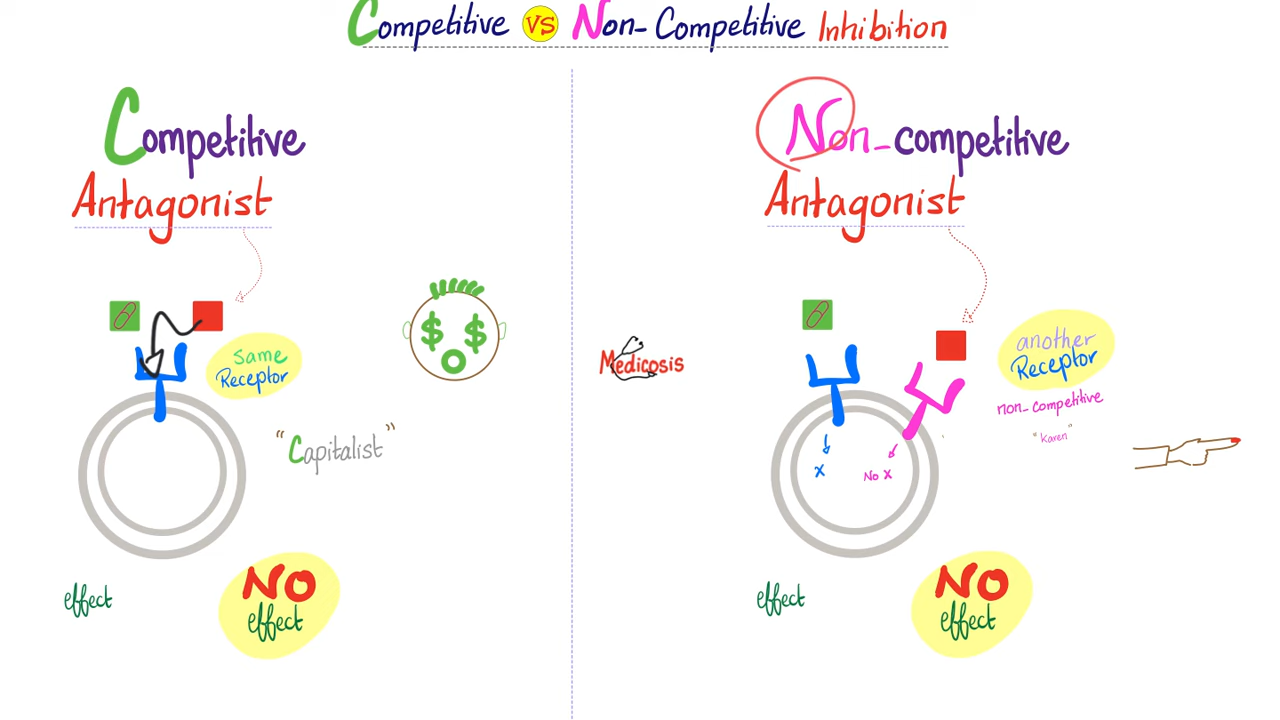 Competitive VS Non-Competitive Inhibition
Competitive
Antagonist
Same
Receptor
"Capitalist"
$ $
effect
NO
effect
Medicosis
Non-competitive
Antagonist
another
Receptor
non-competitive
"Karen"
X
No X
effect
NO
effect